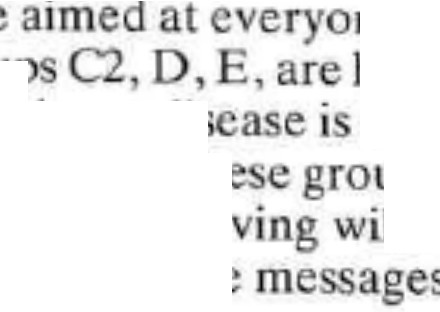 aimed at everyo
ps C2, D, E, are
sease is
ese grou
ving wi
messages